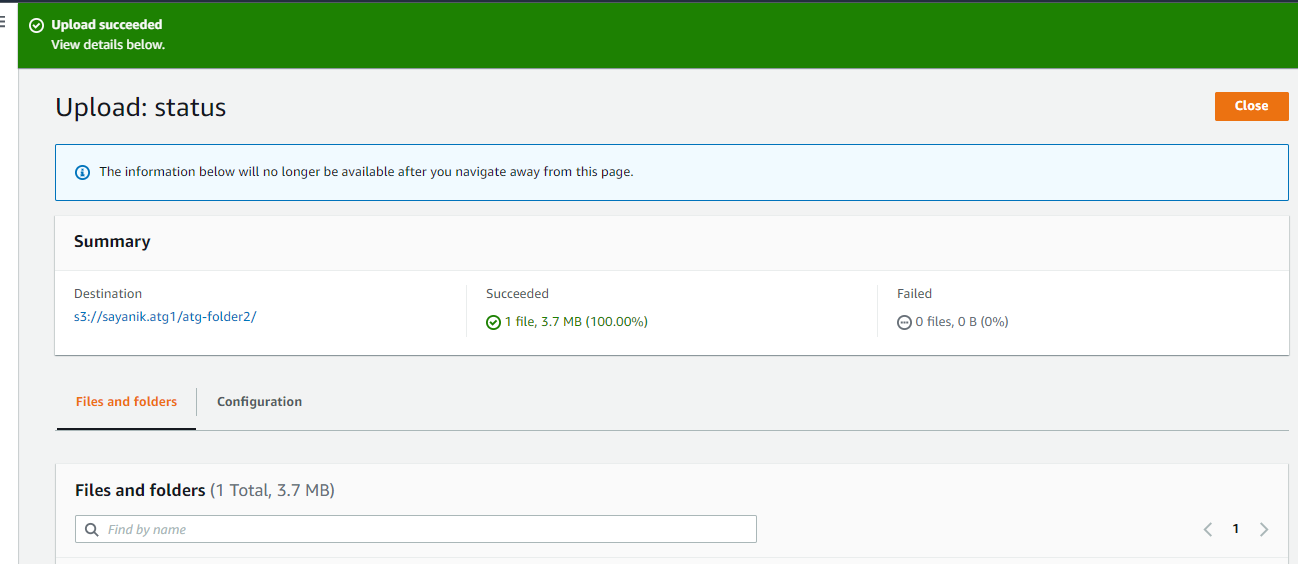 Upload succeeded
View details below.
Upload: status
Close
The information below will no longer be available after you navigate away from this page.
Summary
Destination
s3://sayanik.atg1/atg-folder2/
Succeeded
1 file, 3.7 MB (100.00%)
Failed
0 files, 0 B (0%)
Files and folders
Configuration
Files and folders (1 Total, 3.7 MB)
Find by name
1